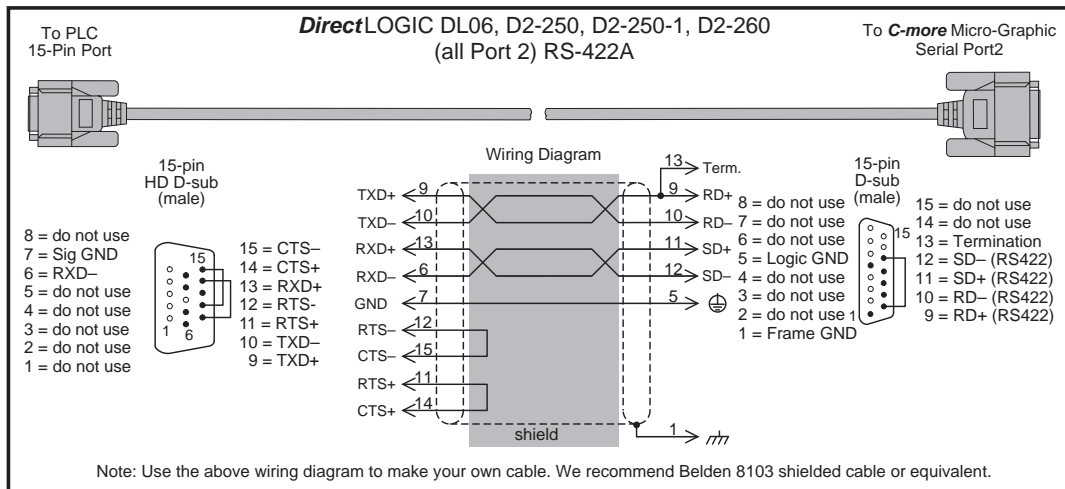 DirectLOGIC DL06, D2-250, D2-250-1, D2-260
(all Port 2) RS-422A
To PLC
15-Pin Port
To C-more Micro-Graphic
Serial Port2
15-pin
HD D-sub
(male)
8 = do not use
7 = Sig GND
6 = RXD–
5 = do not use
4 = do not use
3 = do not use
2 = do not use
1 = do not use
15
1
6
15 = CTS–
14 = CTS+
13 = RXD+
12 = RTS-
11 = RTS+
10 = TXD–
9 = TXD+
Wiring Diagram
13 Term.
TXD+ 9 9 RD+
TXD– 10 10 RD–
RXD+ 13 11 SD+
RXD– 6 12 SD–
GND 7 5
RTS– 12
CTS– 15
RTS+ 11
CTS+ 14
shield
1
8 = do not use
7 = do not use
6 = do not use
5 = Logic GND
4 = do not use
3 = do not use
2 = do not use
1 = Frame GND
15-pin
D-sub
(male)
15
1
15 = do not use
14 = do not use
13 = Termination
12 = SD– (RS422)
11 = SD+ (RS422)
10 = RD– (RS422)
9 = RD+ (RS422)
Note: Use the above wiring diagram to make your own cable. We recommend Belden 8103 shielded cable or equivalent.